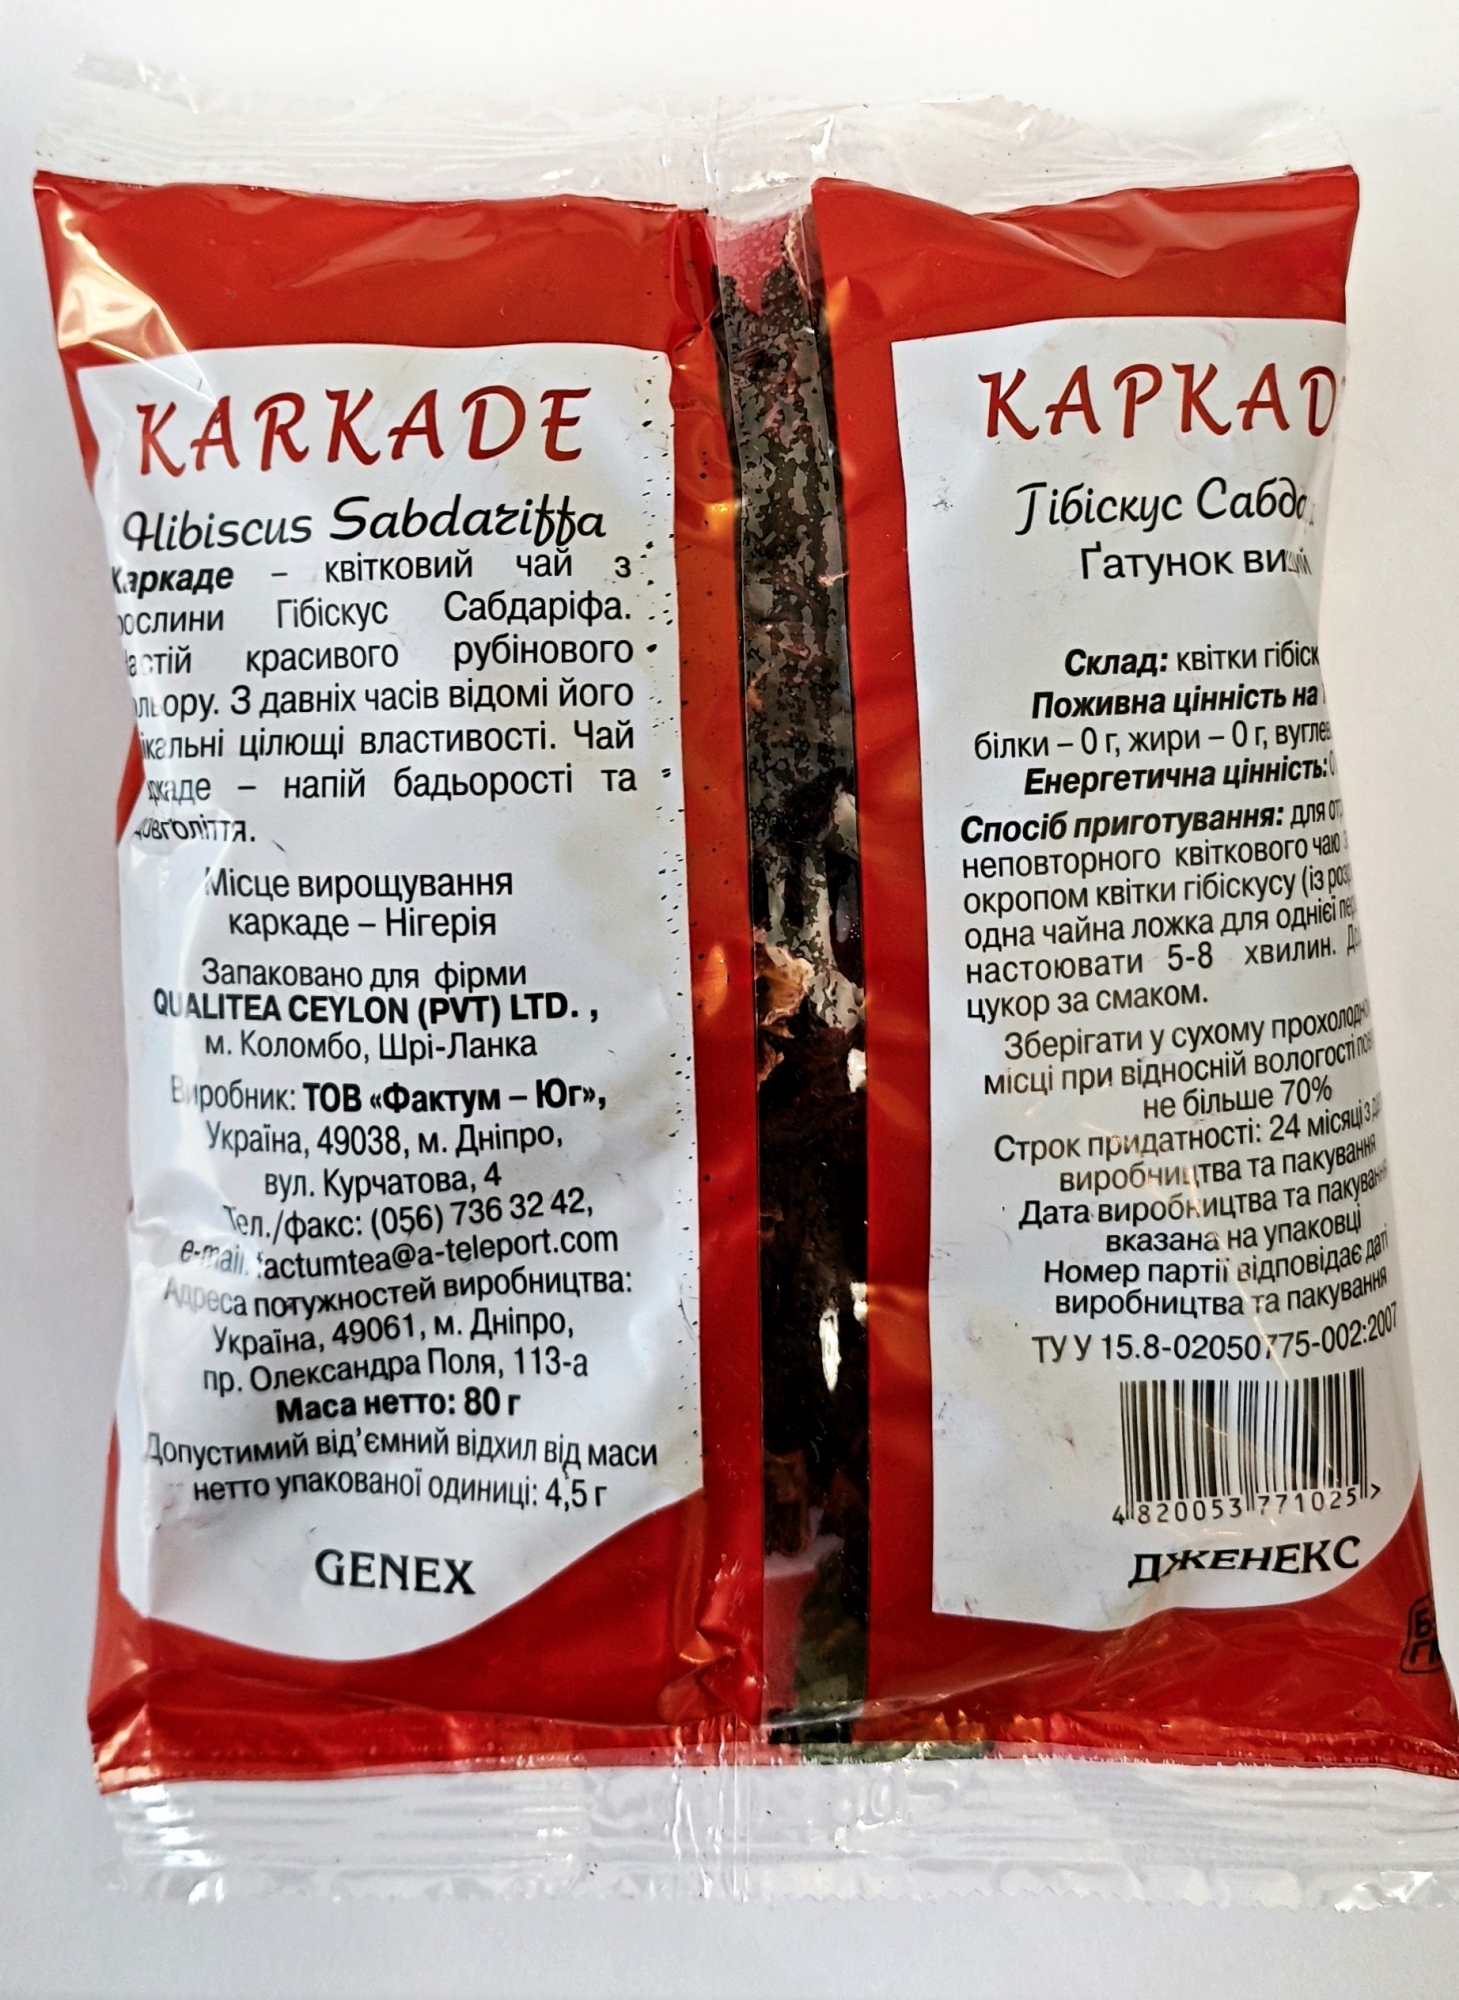 KARKADE
Hibiscus Sabdariffa
Каркаде – квітковий чай з
Гібіскус Сабдаріфа.
красивого рубінового
З давніх часів відомі його
цілющі властивості. Чай
– напій бадьорості та
Місце вирощування
каркаде – Нігерія
Запаковано для фірми
QUALITEA CEYLON (PVT) LTD. ,
м. Коломбо, Шрі-Ланка
Виробник: ТОВ «Фактум – Юг»,
Україна, 49038, м. Дніпро,
вул. Курчатова, 4
Тел./факс: (056) 736 32 42,
e-mail: factumtea@a-teleport.com
Адреса потужностей виробництва:
Україна, 49061, м. Дніпро,
пр. Олександра Поля, 113-а
Маса нетто: 80 г
Допустимий від’ємний відхил від маси
нетто упакованої одиниці: 4,5 г
GENEX
КАРКАД
Гібіскус Сабда
Ґатунок вищий
Склад: квітки гібіск
Поживна цінність на
білки – 0 г, жири – 0 г, вуглев
Енергетична цінність:
Спосіб приготування: для
неповторного квіткового чаю
окропом квітки гібіскусу (із
одна чайна ложка для однієї
настоювати 5-8 хвилин.
цукор за смаком.
Зберігати у сухому прохолодн
місці при відносній вологості
не більше 70%
Строк придатності: 24 місяці з
виробництва та пакування
Дата виробництва та пакування
вказана на упаковці
Номер партії відповідає даті
виробництва та пакування
ТУ У 15.8-02050775-002:2007
4 820053 771025 >
ДЖЕНЕКС